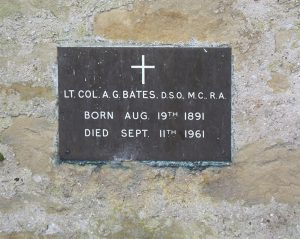 LT. COL. A. G. BATES. D.S.O., M.C., R.A.
BORN AUG. 19TH 1891
DIED SEPT. 11TH 1961